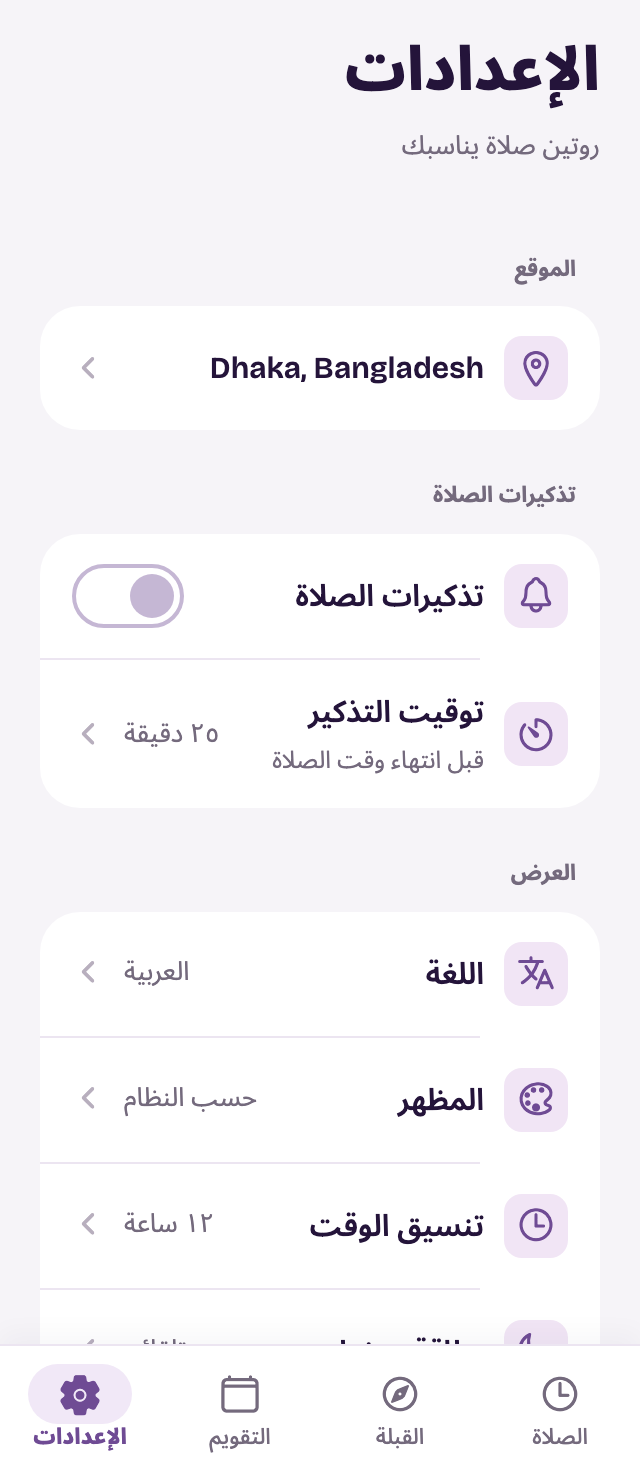 الإعدادات
روتين صلاة يناسبك
الموقع
Dhaka, Bangladesh
تذكيرات الصلاة
تذكيرات الصلاة
توقيت التذكير
قبل انتهاء وقت الصلاة
٢٥ دقيقة
العرض
اللغة
العربية
المظهر
حسب النظام
تنسيق الوقت
١٢ ساعة
الصلاة
القبلة
التقويم
الإعدادات